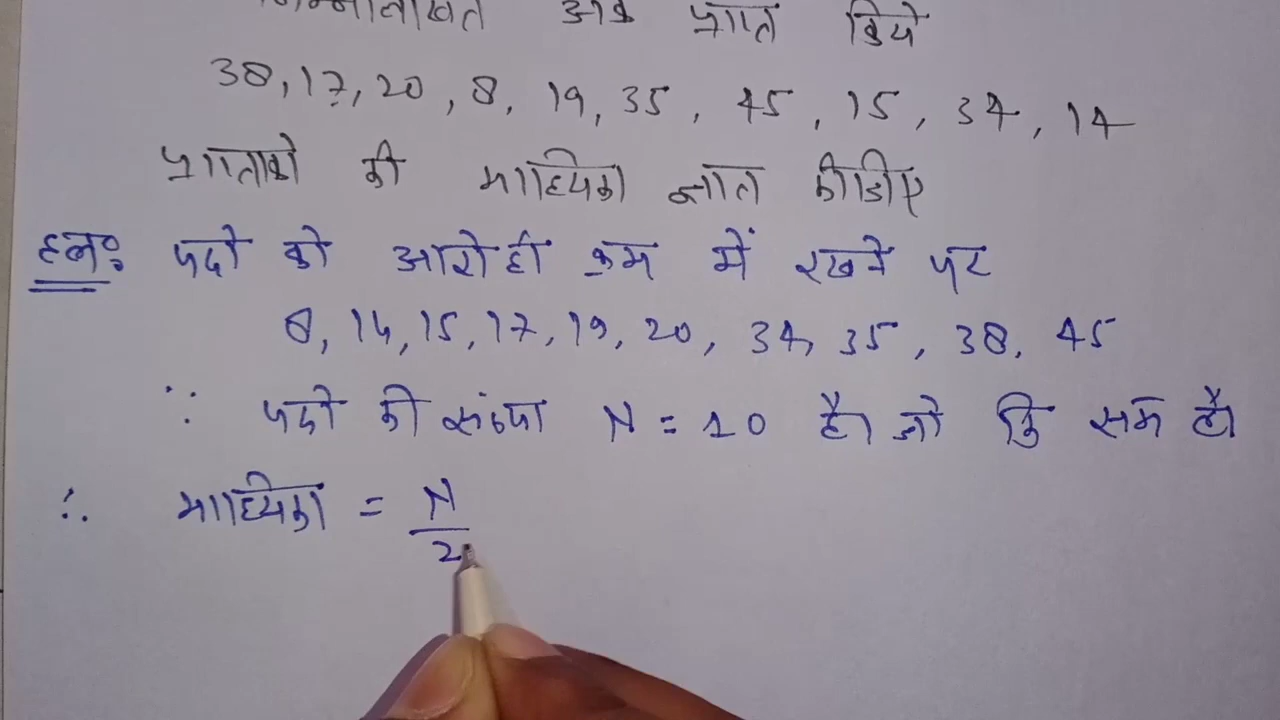 निम्नलिखित अंक प्राप्त किये
38, 17, 20, 8, 19, 35, 45, 15, 34, 14
प्राप्तांको की माध्यिका ज्ञात कीजिए
हलः पदो को आरोही क्रम में रखने पर
8, 14, 15, 17, 19, 20, 34, 35, 38, 45
∵ पदो की संख्या N = 10 है। जो कि सम है।
∴ माध्यिका = N/2